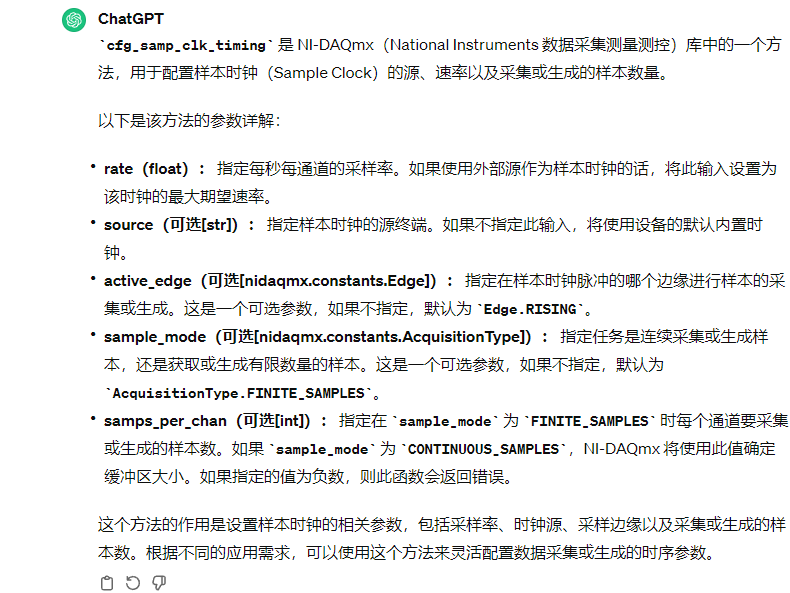 ChatGPT
`cfg_samp_clk_timing` 是 NI-DAQmx（National Instruments 数据采集测量测控）库中的一个方
法，用于配置样本时钟（Sample Clock）的源、速率以及采集或生成的样本数量。
以下是该方法的参数详解：
• rate（float）： 指定每秒每通道的采样率。如果使用外部源作为样本时钟的话，将此输入设置为
该时钟的最大期望速率。
• source（可选[str]）： 指定样本时钟的源终端。如果不指定此输入，将使用设备的默认内置时
钟。
• active_edge（可选[nidaqmx.constants.Edge]）： 指定在样本时钟脉冲的哪个边缘进行样本的采
集或生成。这是一个可选参数，如果不指定，默认为 `Edge.RISING`。
• sample_mode（可选[nidaqmx.constants.AcquisitionType]）： 指定任务是连续采集或生成样
本，还是获取或生成有限数量的样本。这是一个可选参数，如果不指定，默认为
`AcquisitionType.FINITE_SAMPLES`。
• samps_per_chan（可选[int]）： 指定在 `sample_mode` 为 `FINITE_SAMPLES` 时每个通道要采集
或生成的样本数。如果 `sample_mode` 为 `CONTINUOUS_SAMPLES`，NI-DAQmx 将使用此值确定
缓冲区大小。如果指定的值为负数，则此函数会返回错误。
这个方法的作用是设置样本时钟的相关参数，包括采样率、时钟源、采样边缘以及采集或生成的样
本数。根据不同的应用需求，可以使用这个方法来灵活配置数据采集或生成的时序参数。